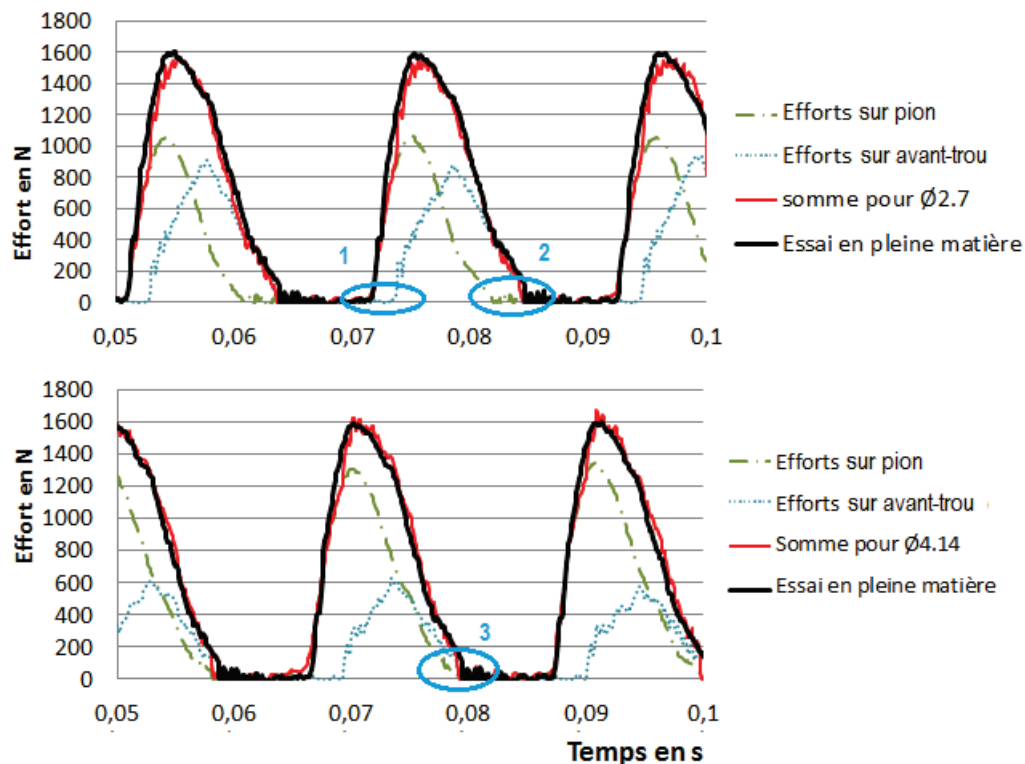 1800
1600
1400
1200
1000
800
600
400
200
0
Effort en N
1
2
0,05 0,06 0,07 0,08 0,09 0,1
Efforts sur pion
Efforts sur avant-trou
somme pour Ø2.7
Essai en pleine matière
1800
1600
1400
1200
1000
800
600
400
200
0
Effort en N
3
0,05 0,06 0,07 0,08 0,09 0,1
Temps en s
Efforts sur pion
Efforts sur avant-trou
Somme pour Ø4.14
Essai en pleine matière